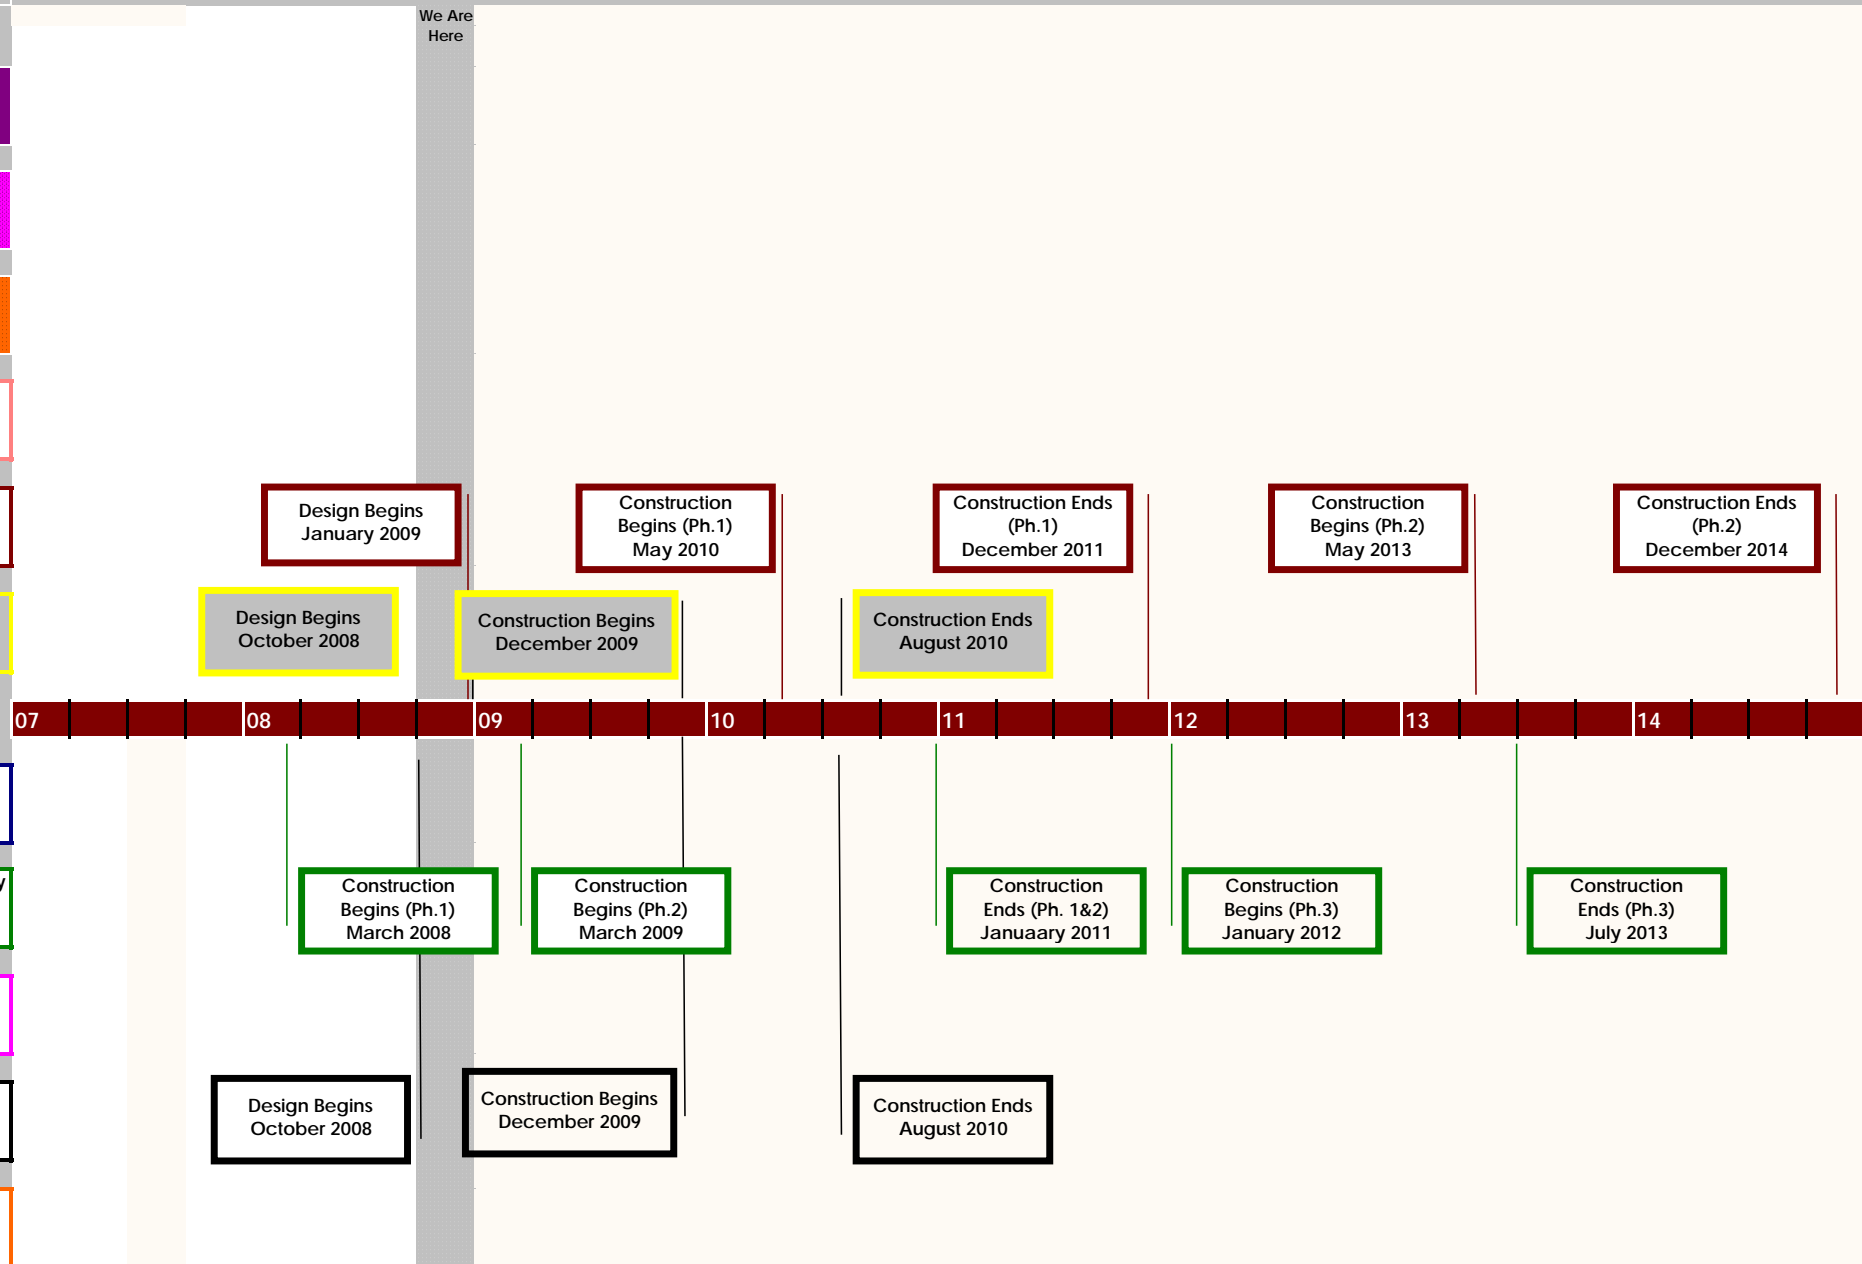 We Are
Here
Design Begins
January 2009
Construction
Begins (Ph.1)
May 2010
Construction Ends
(Ph.1)
December 2011
Construction
Begins (Ph.2)
May 2013
Construction Ends
(Ph.2)
December 2014
Design Begins
October 2008
Construction Begins
December 2009
Construction Ends
August 2010
07 08 09 10 11 12 13 14
y
Construction
Begins (Ph.1)
March 2008
Construction
Begins (Ph.2)
March 2009
Construction
Ends (Ph. 1&2)
Januaary 2011
Construction
Begins (Ph.3)
January 2012
Construction
Ends (Ph.3)
July 2013
Design Begins
October 2008
Construction Begins
December 2009
Construction Ends
August 2010